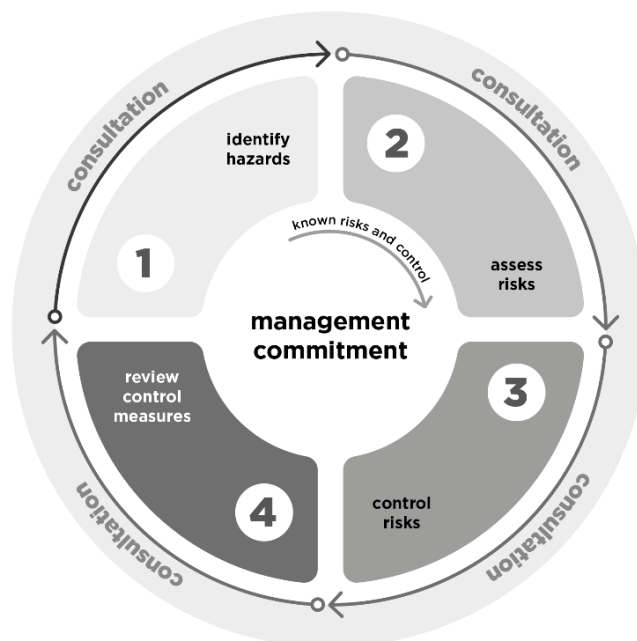 consultation
consultation
identify
hazards
2
1
known risks and control
assess
risks
management
commitment
review
control
measures
3
4
control
risks
consultation
consultation